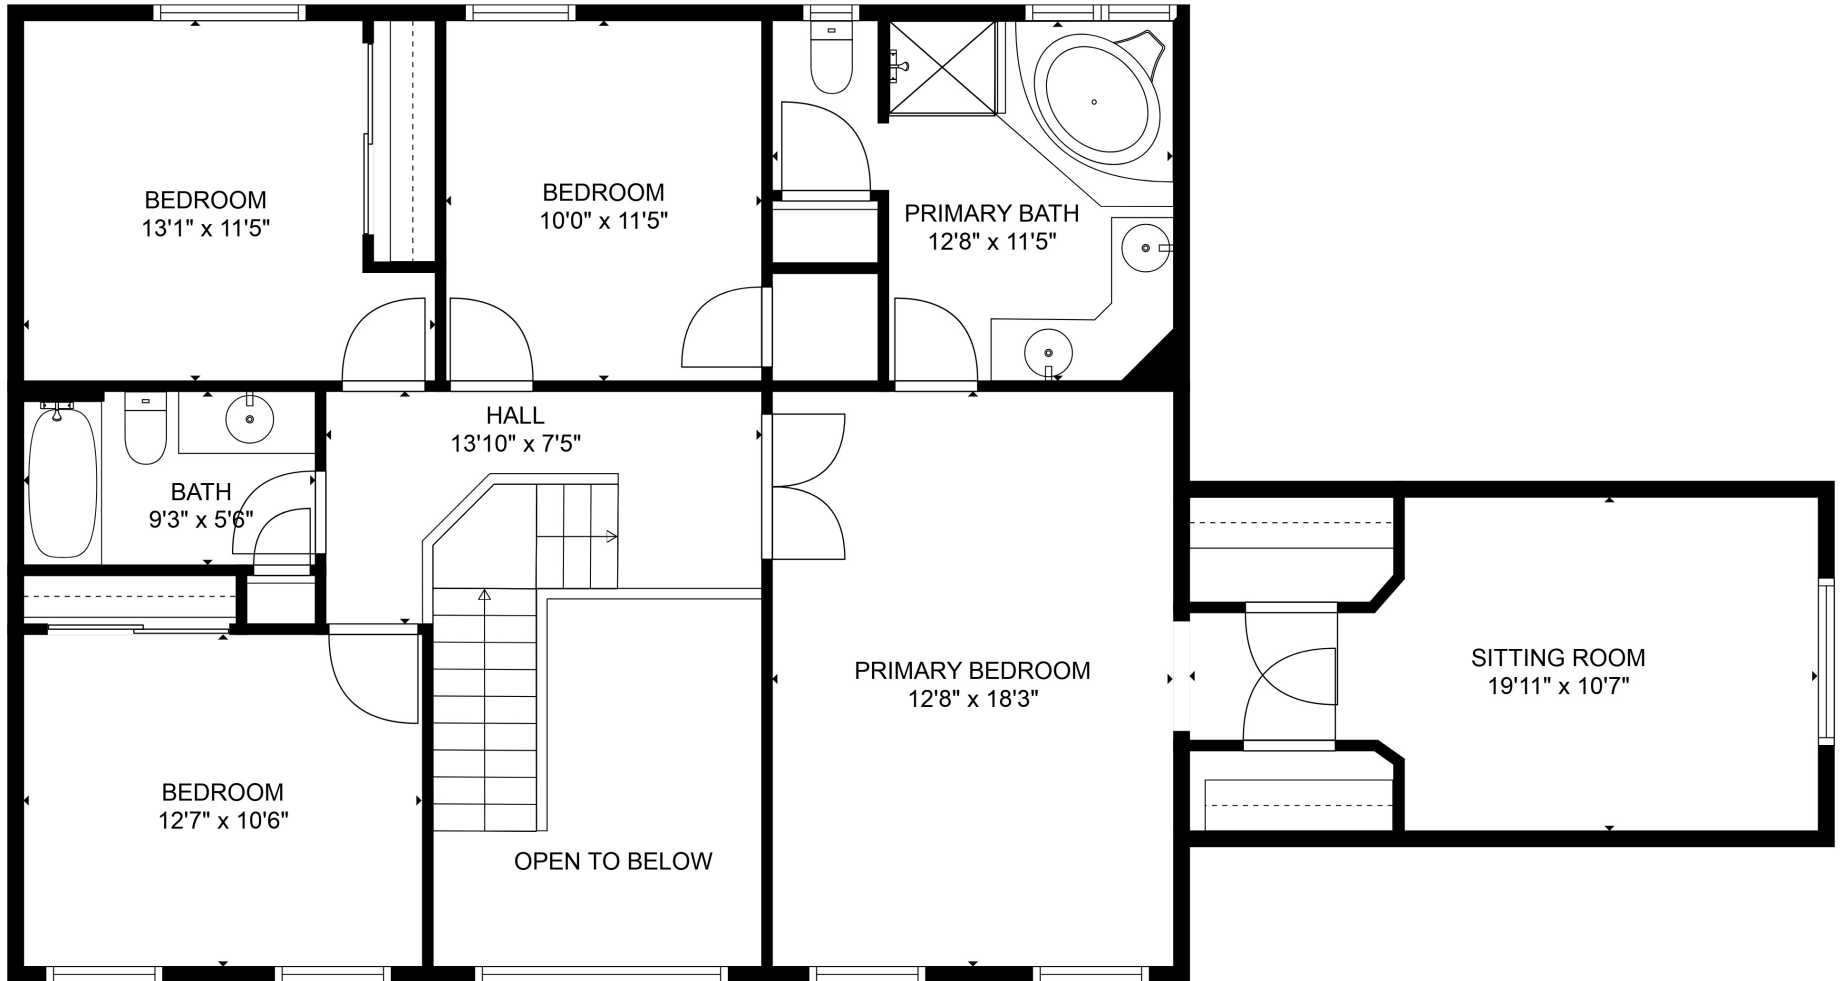 BEDROOM
13'1" x 11'5"
BEDROOM
10'0" x 11'5"
PRIMARY BATH
12'8" x 11'5"
HALL
13'10" x 7'5"
BATH
9'3" x 5'6"
PRIMARY BEDROOM
12'8" x 18'3"
SITTING ROOM
19'11" x 10'7"
BEDROOM
12'7" x 10'6"
OPEN TO BELOW